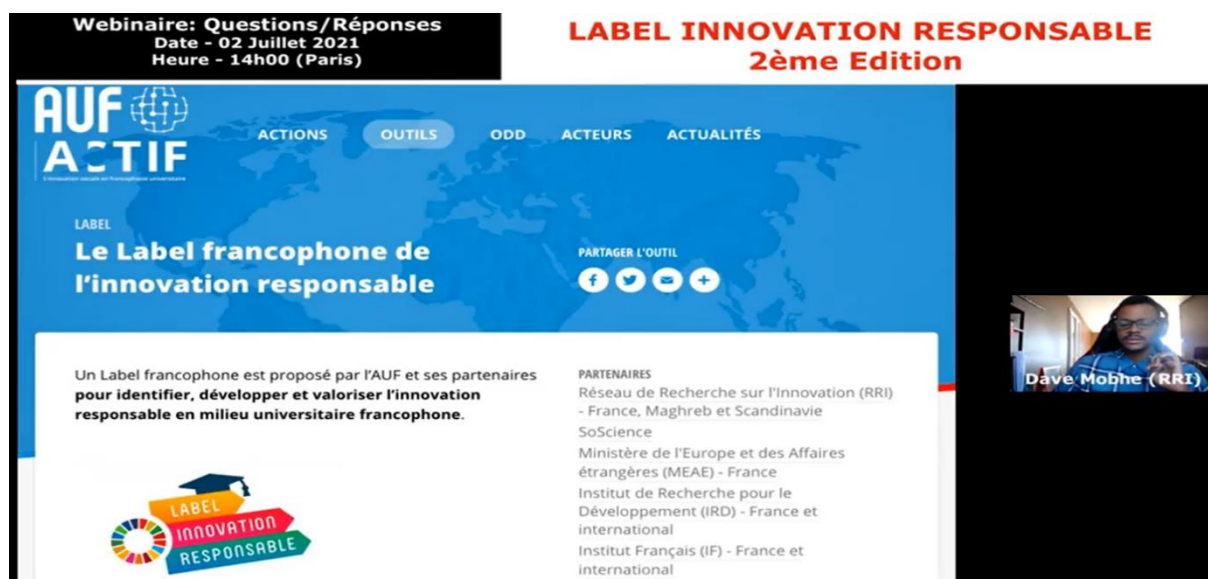 Webinaire: Questions/Réponses
Date - 02 Juillet 2021
Heure - 14h00 (Paris)
LABEL INNOVATION RESPONSABLE
2ème Edition
AUF
ACTIF
ACTIONS
OUTILS
ODD
ACTEURS
ACTUALITÉS
LABEL
Le Label francophone de
l'innovation responsable
PARTAGER L'OUTIL
Un Label francophone est proposé par l'AUF et ses partenaires
pour identifier, développer et valoriser l'innovation
responsable en milieu universitaire francophone.
LABEL
INNOVATION
RESPONSABLE
PARTENAIRES
Réseau de Recherche sur l'Innovation (RRI)
- France, Maghreb et Scandinavie
SoScience
Ministère de l'Europe et des Affaires
étrangères (MEAE) - France
Institut de Recherche pour le
Développement (IRD) - France et
international
Institut Français (IF) - France et
international
Dave Mobhe (RRI)